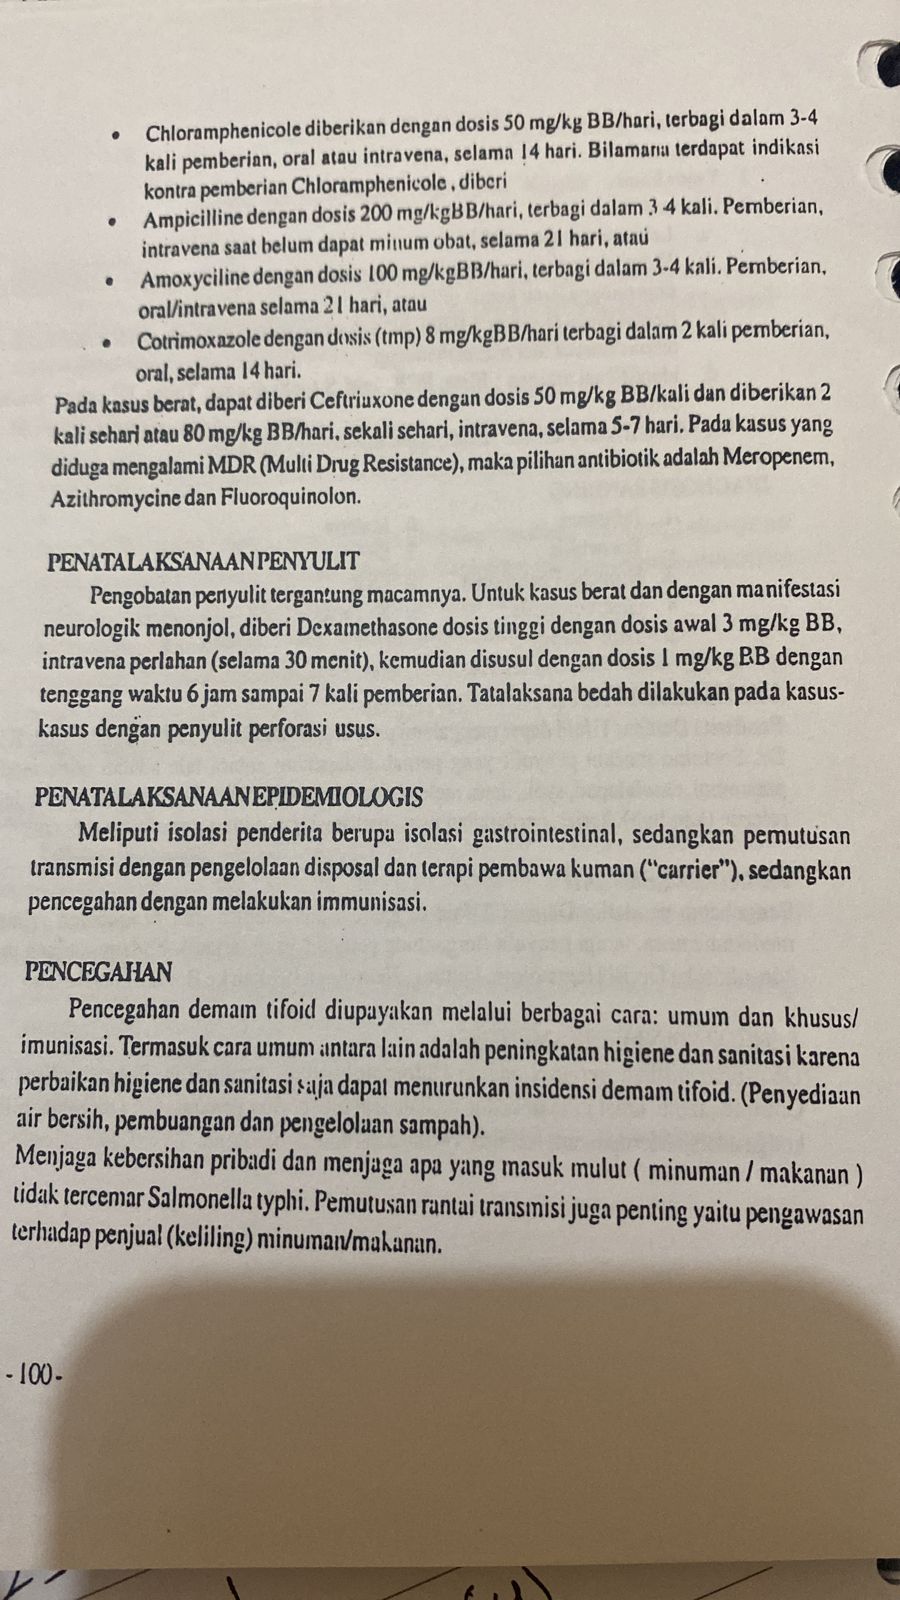 • Chloramphenicole diberikan dengan dosis 50 mg/kg BB/hari, terbagi dalam 3-4
kali pemberian, oral atau intravena, selama 14 hari. Bilamana terdapat indikasi
kontra pemberian Chloramphenicole , diberi
• Ampicilline dengan dosis 200 mg/kgBB/hari, terbagi dalam 3-4 kali. Pemberian,
intravena saat belum dapat minum obat, selama 21 hari, atau
• Amoxyciline dengan dosis 100 mg/kgBB/hari, terbagi dalam 3-4 kali. Pemberian,
oral/intravena selama 21 hari, atau
• Cotrimoxazole dengan dosis (tmp) 8 mg/kgBB/hari terbagi dalam 2 kali pemberian,
oral, selama 14 hari.
Pada kasus berat, dapat diberi Ceftriaxone dengan dosis 50 mg/kg BB/kali dan diberikan 2
kali sehari atau 80 mg/kg BB/hari, sekali sehari, intravena, selama 5-7 hari. Pada kasus yang
diduga mengalami MDR (Multi Drug Resistance), maka pilihan antibiotik adalah Meropenem,
Azithromycine dan Fluoroquinolon.
PENATALAKSANAAN PENYULIT
Pengobatan penyulit tergantung macamnya. Untuk kasus berat dan dengan manifestasi
neurologik menonjol, diberi Dexamethasone dosis tinggi dengan dosis awal 3 mg/kg BB,
intravena perlahan (selama 30 menit), kemudian disusul dengan dosis 1 mg/kg BB dengan
tenggang waktu 6 jam sampai 7 kali pemberian. Tatalaksana bedah dilakukan pada kasus-
kasus dengan penyulit perforasi usus.
PENATALAKSANAAN EPIDEMIOLOGIS
Meliputi isolasi penderita berupa isolasi gastrointestinal, sedangkan pemutusan
transmisi dengan pengelolaan disposal dan terapi pembawa kuman (“carrier”), sedangkan
pencegahan dengan melakukan immunisasi.
PENCEGAHAN
Pencegahan demam tifoid diupayakan melalui berbagai cara: umum dan khusus/
imunisasi. Termasuk cara umum antara lain adalah peningkatan higiene dan sanitasi karena
perbaikan higiene dan sanitasi saja dapat menurunkan insidensi demam tifoid. (Penyediaan
air bersih, pembuangan dan pengelolaan sampah).
Menjaga kebersihan pribadi dan menjaga apa yang masuk mulut ( minuman / makanan )
tidak tercemar Salmonella typhi. Pemutusan rantai transmisi juga penting yaitu pengawasan
terhadap penjual (keliling) minuman/makanan.
- 100 -